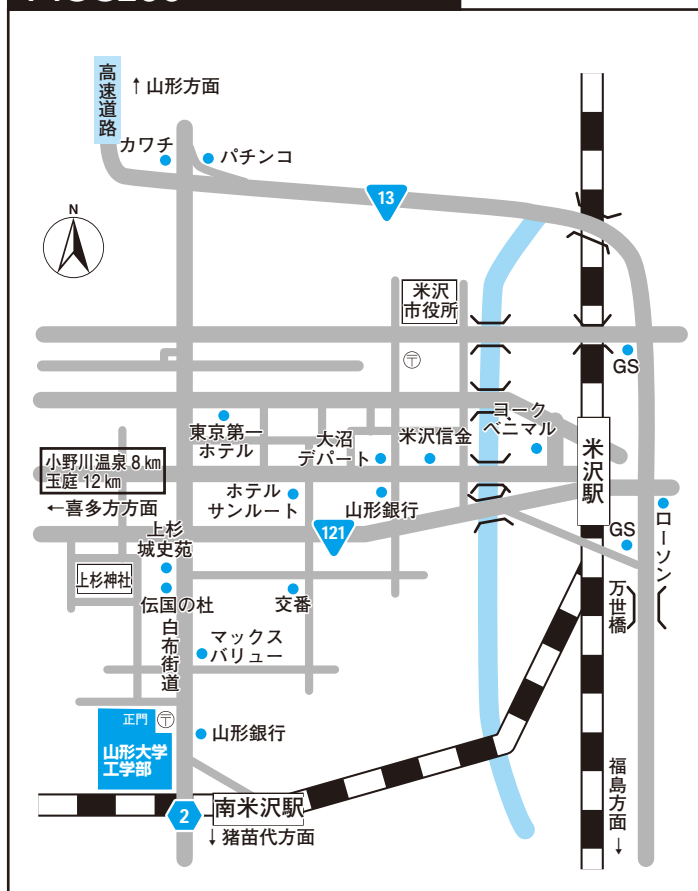 高速道路
↑山形方面
カワチ
パチンコ
13
N
米沢
市役所
〒
GS
ヨーク
ベニマル
東京第一
ホテル
大沼
デパート
米沢信金
米沢駅
小野川温泉 8㎞
玉庭 12㎞
←喜多方方面
ホテル
サンルート
山形銀行
121
ローソン
GS
上杉
城史苑
上杉神社
伝国の杜
交番
万世橋
白布街道
マックス
バリュー
正門
〒
山形大学
工学部
山形銀行
福島方面→
2
南米沢駅
↓猪苗代方面